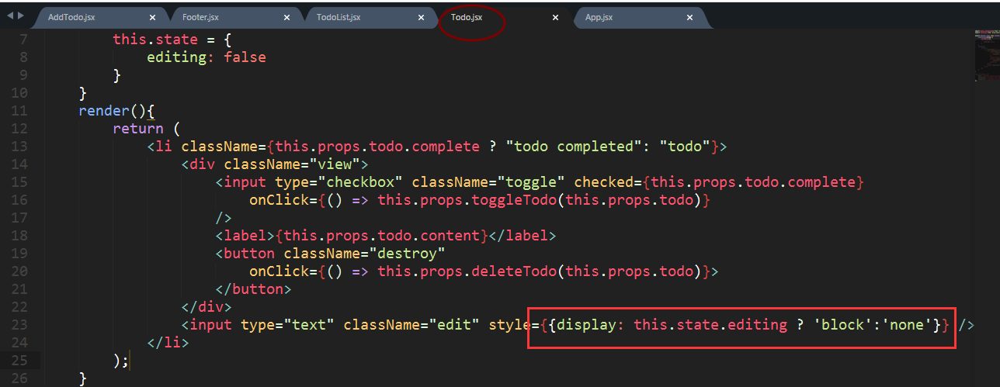 AddTodo.jsx × Footer.jsx × TodoList.jsx × Todo.jsx × App.jsx ×
7 this.state = {
8 editing: false
9 }
10 }
11 render(){
12 return (
13 <li className={this.props.todo.complete ? "todo completed": "todo"}>
14 <div className="view">
15 <input type="checkbox" className="toggle" checked={this.props.todo.complete}
16 onClick={() => this.props.toggleTodo(this.props.todo)}
17 />
18 <label>{this.props.todo.content}</label>
19 <button className="destroy"
20 onClick={() => this.props.deleteTodo(this.props.todo)}>
21 </button>
22 </div>
23 <input type="text" className="edit" style={{display: this.state.editing ? 'block':'none'}} />
24 </li>
25 );
26 }